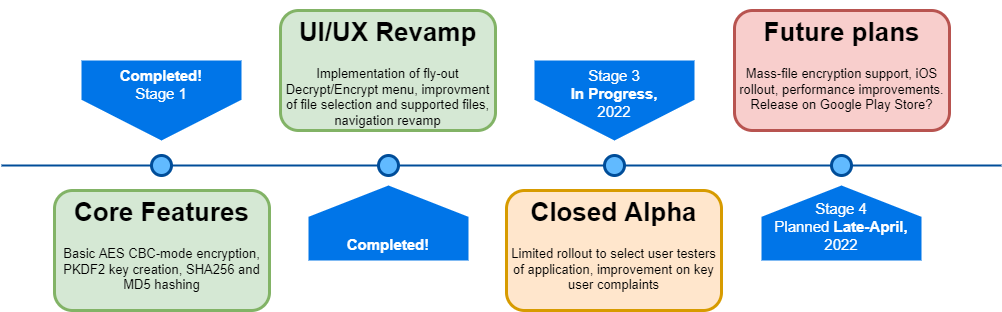 Completed!
Stage 1
Core Features
Basic AES CBC-mode encryption,
PKDF2 key creation, SHA256 and
MD5 hashing
UI/UX Revamp
Implementation of fly-out
Decrypt/Encrypt menu, improvment
of file selection and supported files,
navigation revamp
Completed!
Stage 3
In Progress,
2022
Closed Alpha
Limited rollout to select user testers
of application, improvement on key
user complaints
Future plans
Mass-file encryption support, iOS
rollout, performance improvements.
Release on Google Play Store?
Stage 4
Planned Late-April,
2022